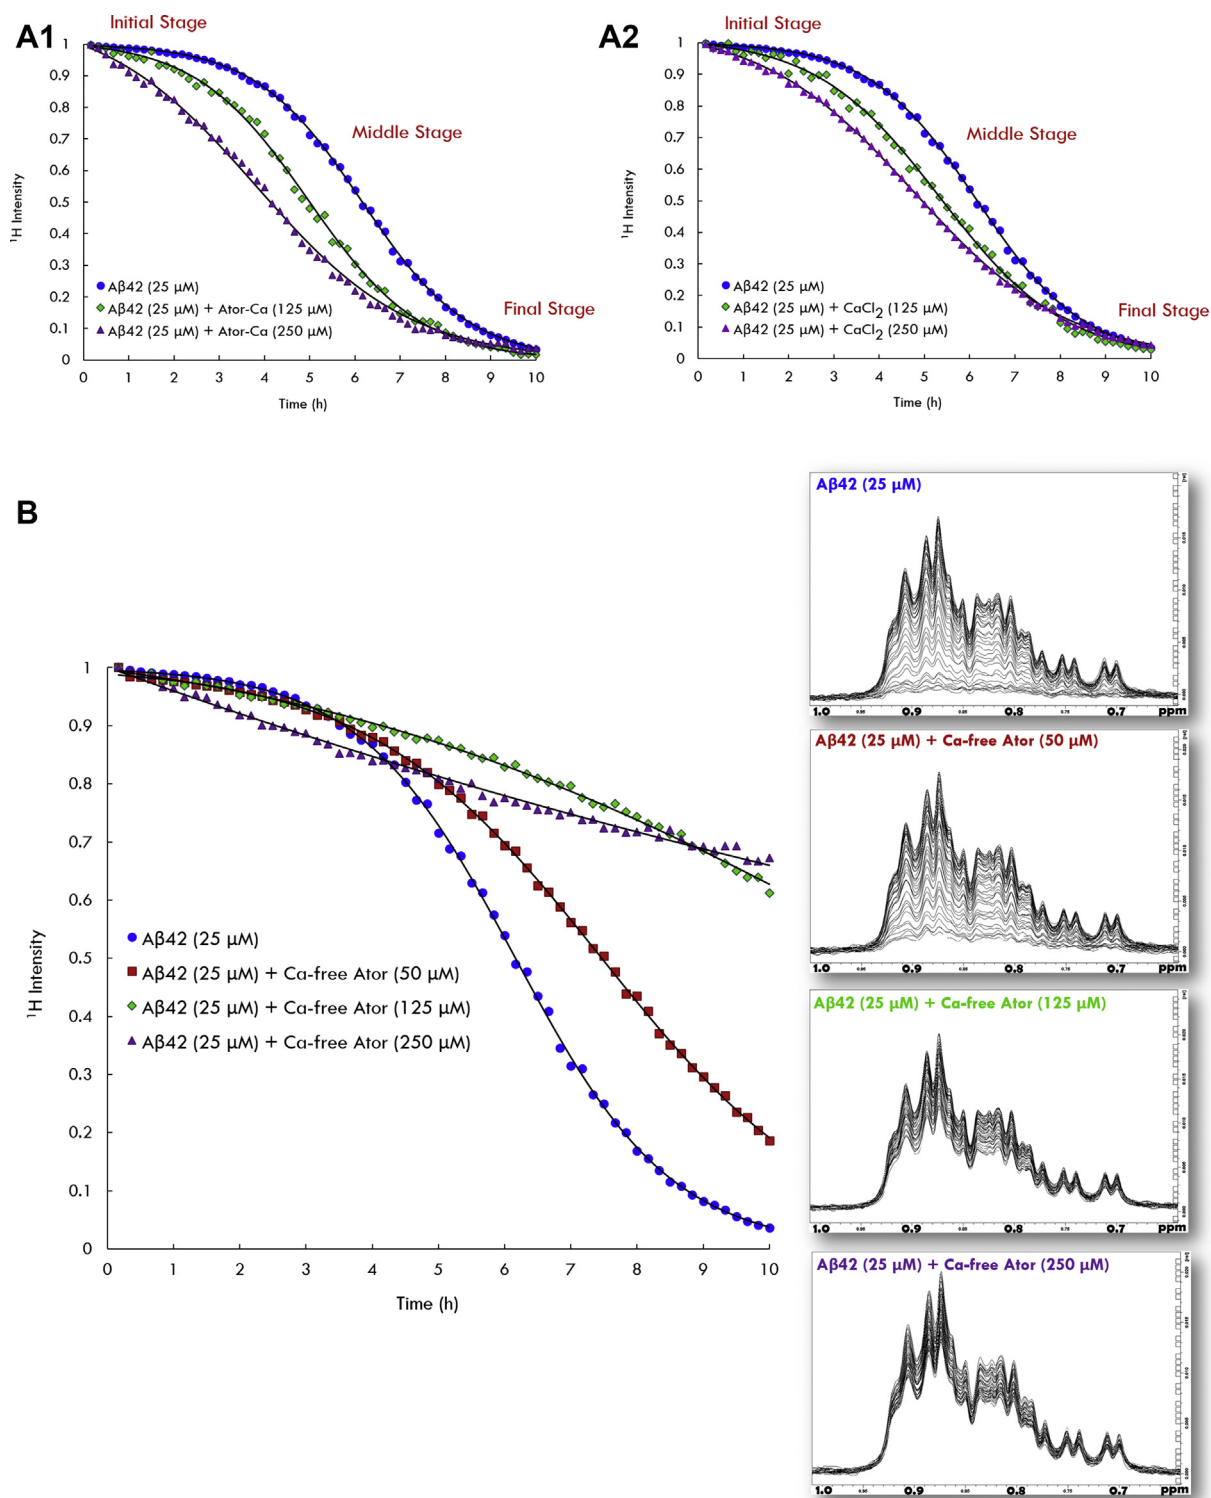 A1
Initial Stage
1
0.9
0.8
0.7
0.6
0.5
0.4
0.3
0.2
0.1
0
¹H Intensity
Middle Stage
Final Stage
Aβ42 (25 μM)
Aβ42 (25 μM) + Ator-Ca (125 μM)
Aβ42 (25 μM) + Ator-Ca (250 μM)
0 1 2 3 4 5 6 7 8 9 10
Time (h)
A2
Initial Stage
1
0.9
0.8
0.7
0.6
0.5
0.4
0.3
0.2
0.1
0
¹H Intensity
Middle Stage
Final Stage
Aβ42 (25 μM)
Aβ42 (25 μM) + CaCl₂ (125 μM)
Aβ42 (25 μM) + CaCl₂ (250 μM)
0 1 2 3 4 5 6 7 8 9 10
Time (h)
B
1
0.9
0.8
0.7
0.6
0.5
0.4
0.3
0.2
0.1
0
¹H Intensity
Aβ42 (25 μM)
Aβ42 (25 μM) + Ca-free Ator (50 μM)
Aβ42 (25 μM) + Ca-free Ator (125 μM)
Aβ42 (25 μM) + Ca-free Ator (250 μM)
0 1 2 3 4 5 6 7 8 9 10
Time (h)
Aβ42 (25 μM)
1.0 0.9 0.8 0.7 ppm
Aβ42 (25 μM) + Ca-free Ator (50 μM)
1.0 0.9 0.8 0.7 ppm
Aβ42 (25 μM) + Ca-free Ator (125 μM)
1.0 0.9 0.8 0.7 ppm
Aβ42 (25 μM) + Ca-free Ator (250 μM)
1.0 0.9 0.8 0.7 ppm